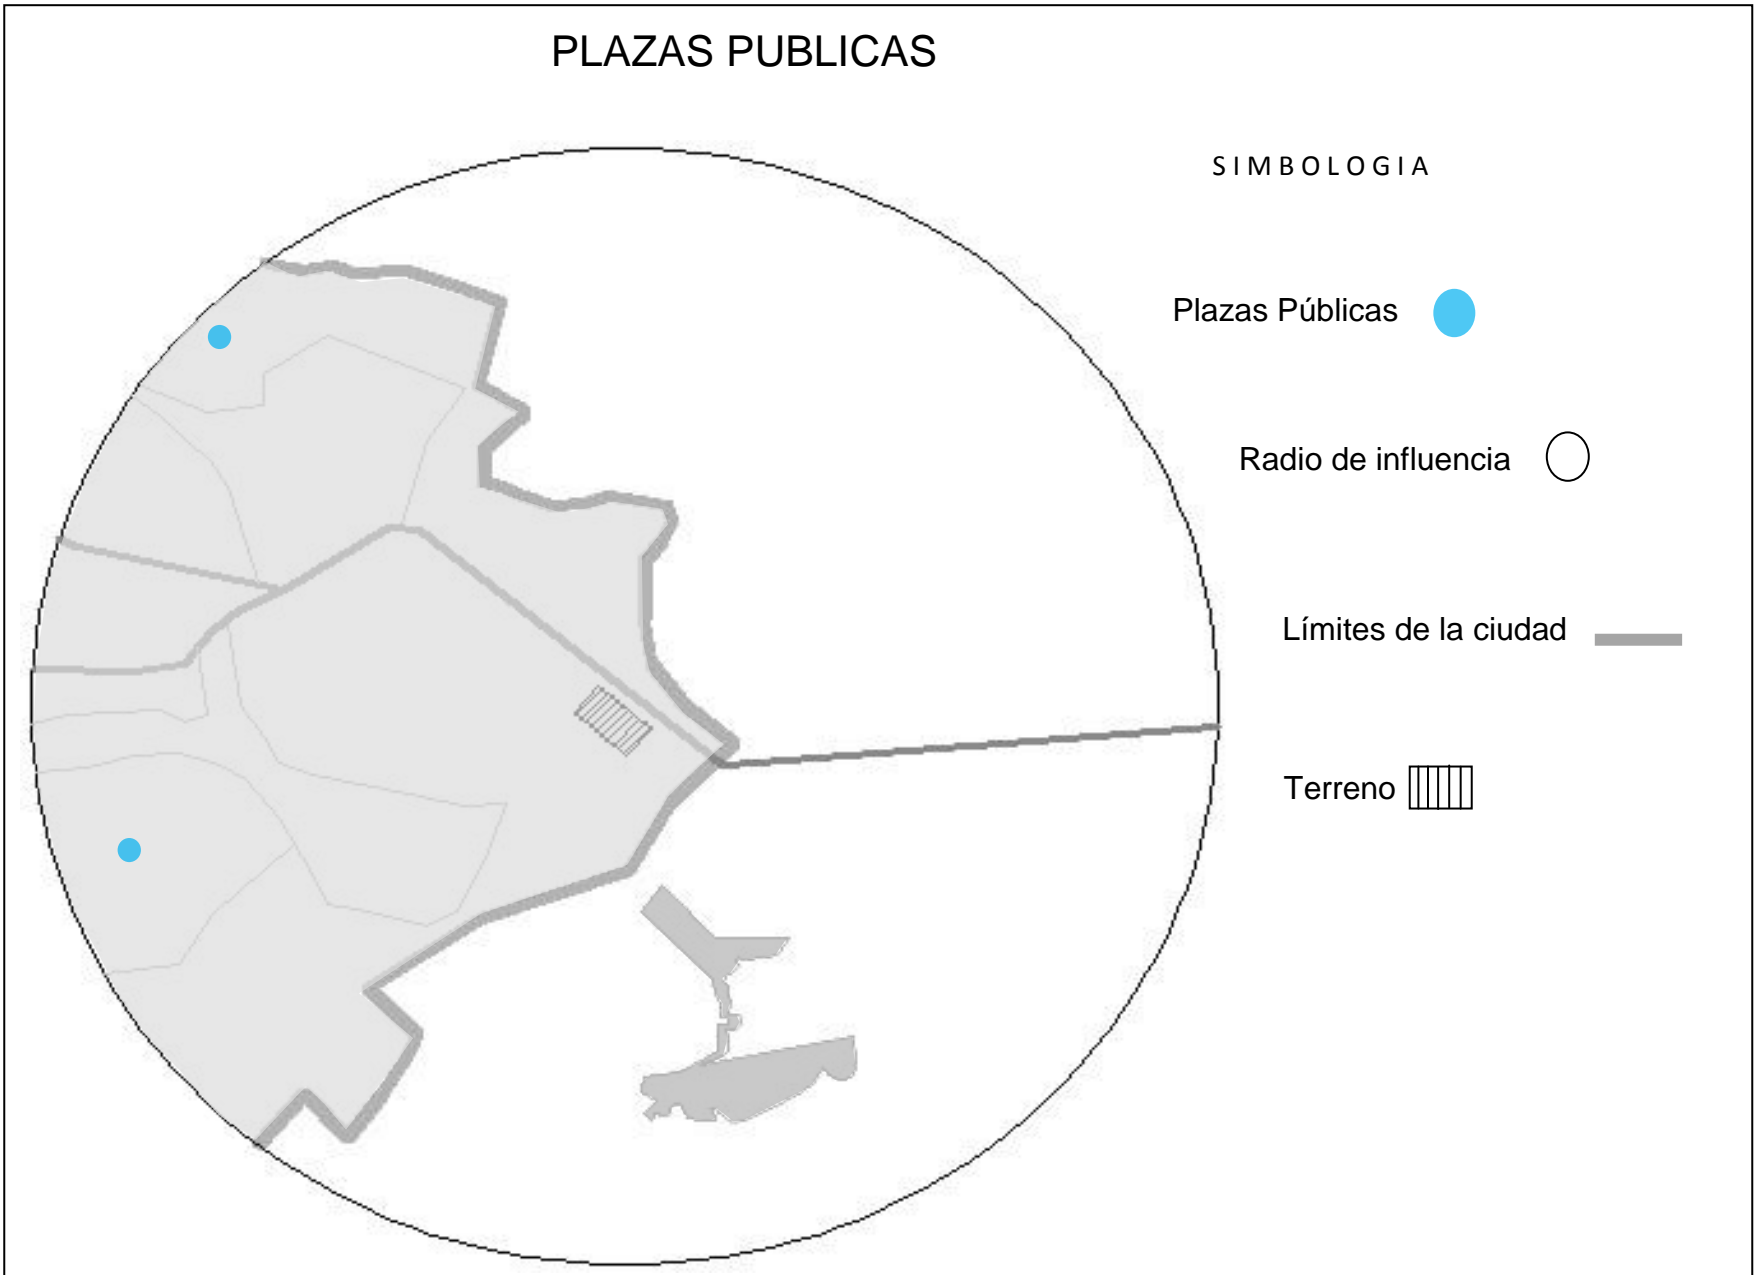 PLAZAS PUBLICAS
SIMBOLOGIA
Plazas Públicas
Radio de influencia
Límites de la ciudad
Terreno